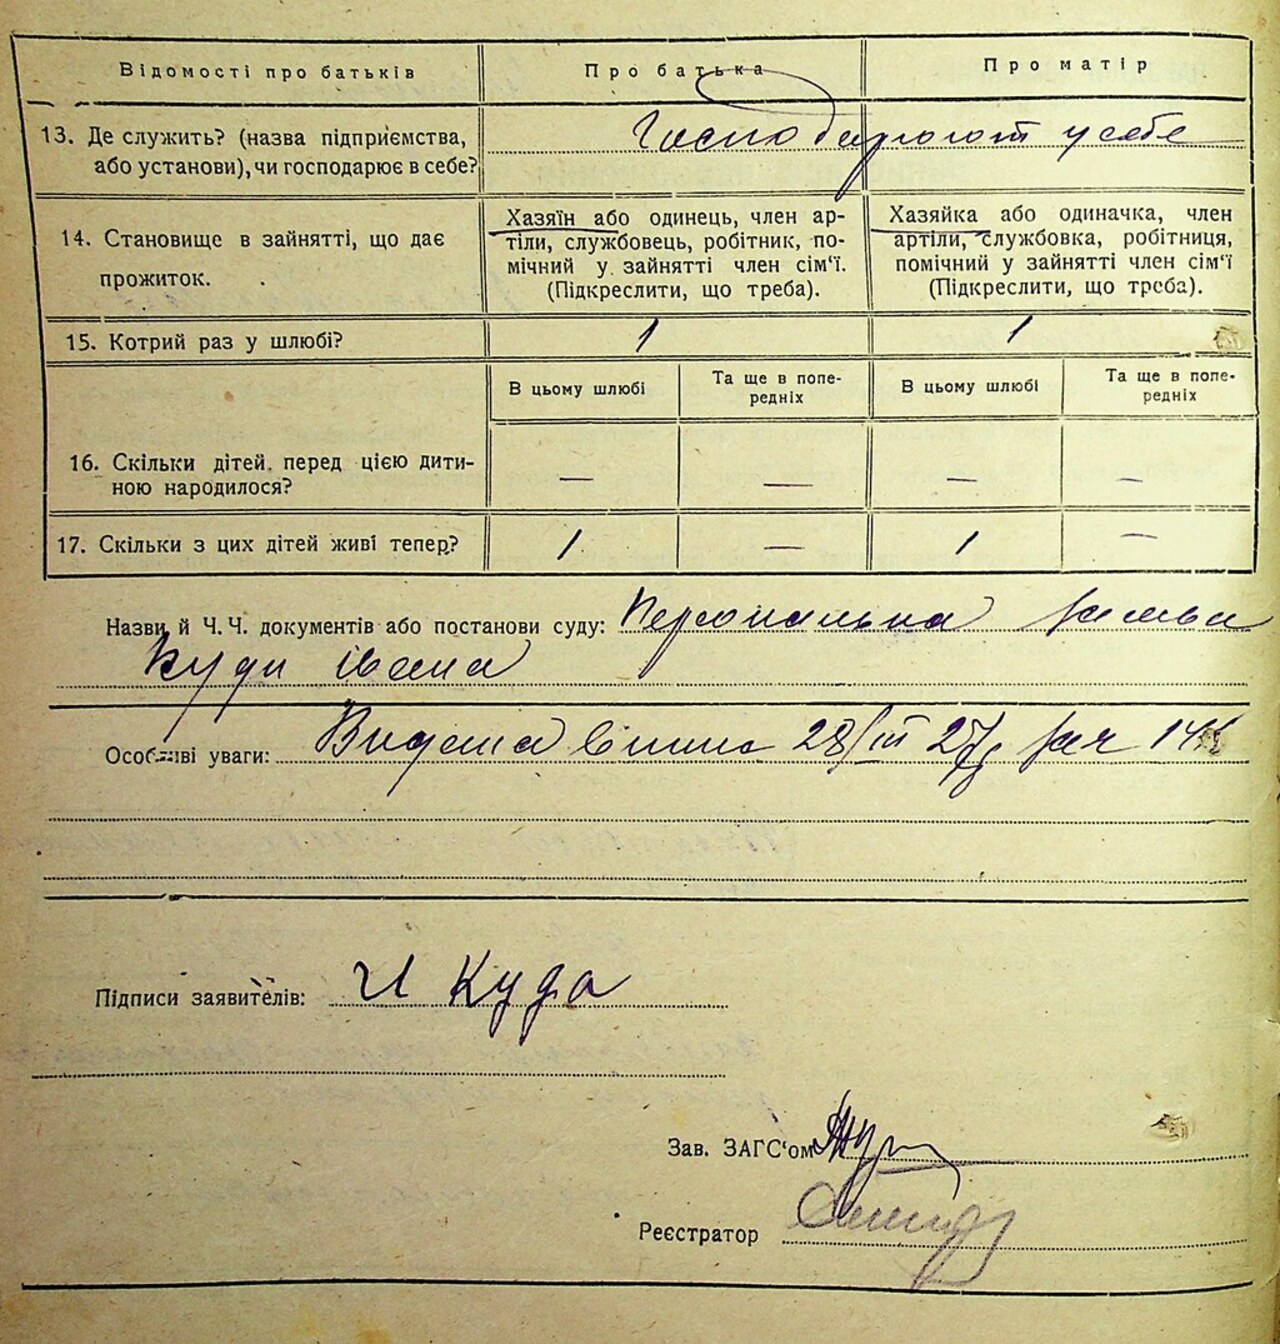 Відомості про батьків Про батька Про матір
13. Де служить? (назва підприємства, або установи), чи господарює в себе? Господарюют у себе
14. Становище в зайнятті, що дає прожиток.
Хазяїн або одинець, член ар-
тіли, службовець, робітник, по-
мічний у зайнятті член сім'ї.
(Підкреслити, що треба).
Хазяйка або одиначка, член
артіли, службовка, робітниця,
помічний у зайнятті член сім'ї
(Підкреслити, що треба).
15. Котрий раз у шлюбі? 1 1
В цьому шлюбі Та ще в попе-
редніх В цьому шлюбі Та ще в попе-
редніх
16. Скільки дітей перед цією дити-
ною народилося? — — — —
17. Скільки з цих дітей живі тепер? 1 — 1 —
Назви й Ч.Ч. документів або постанови суду: Персональна заява
Куди Івана
Особливі уваги: Видана 28/III 27
Підписи заявителів: И Куда
Зав. ЗАГС'ом
Реєстратор